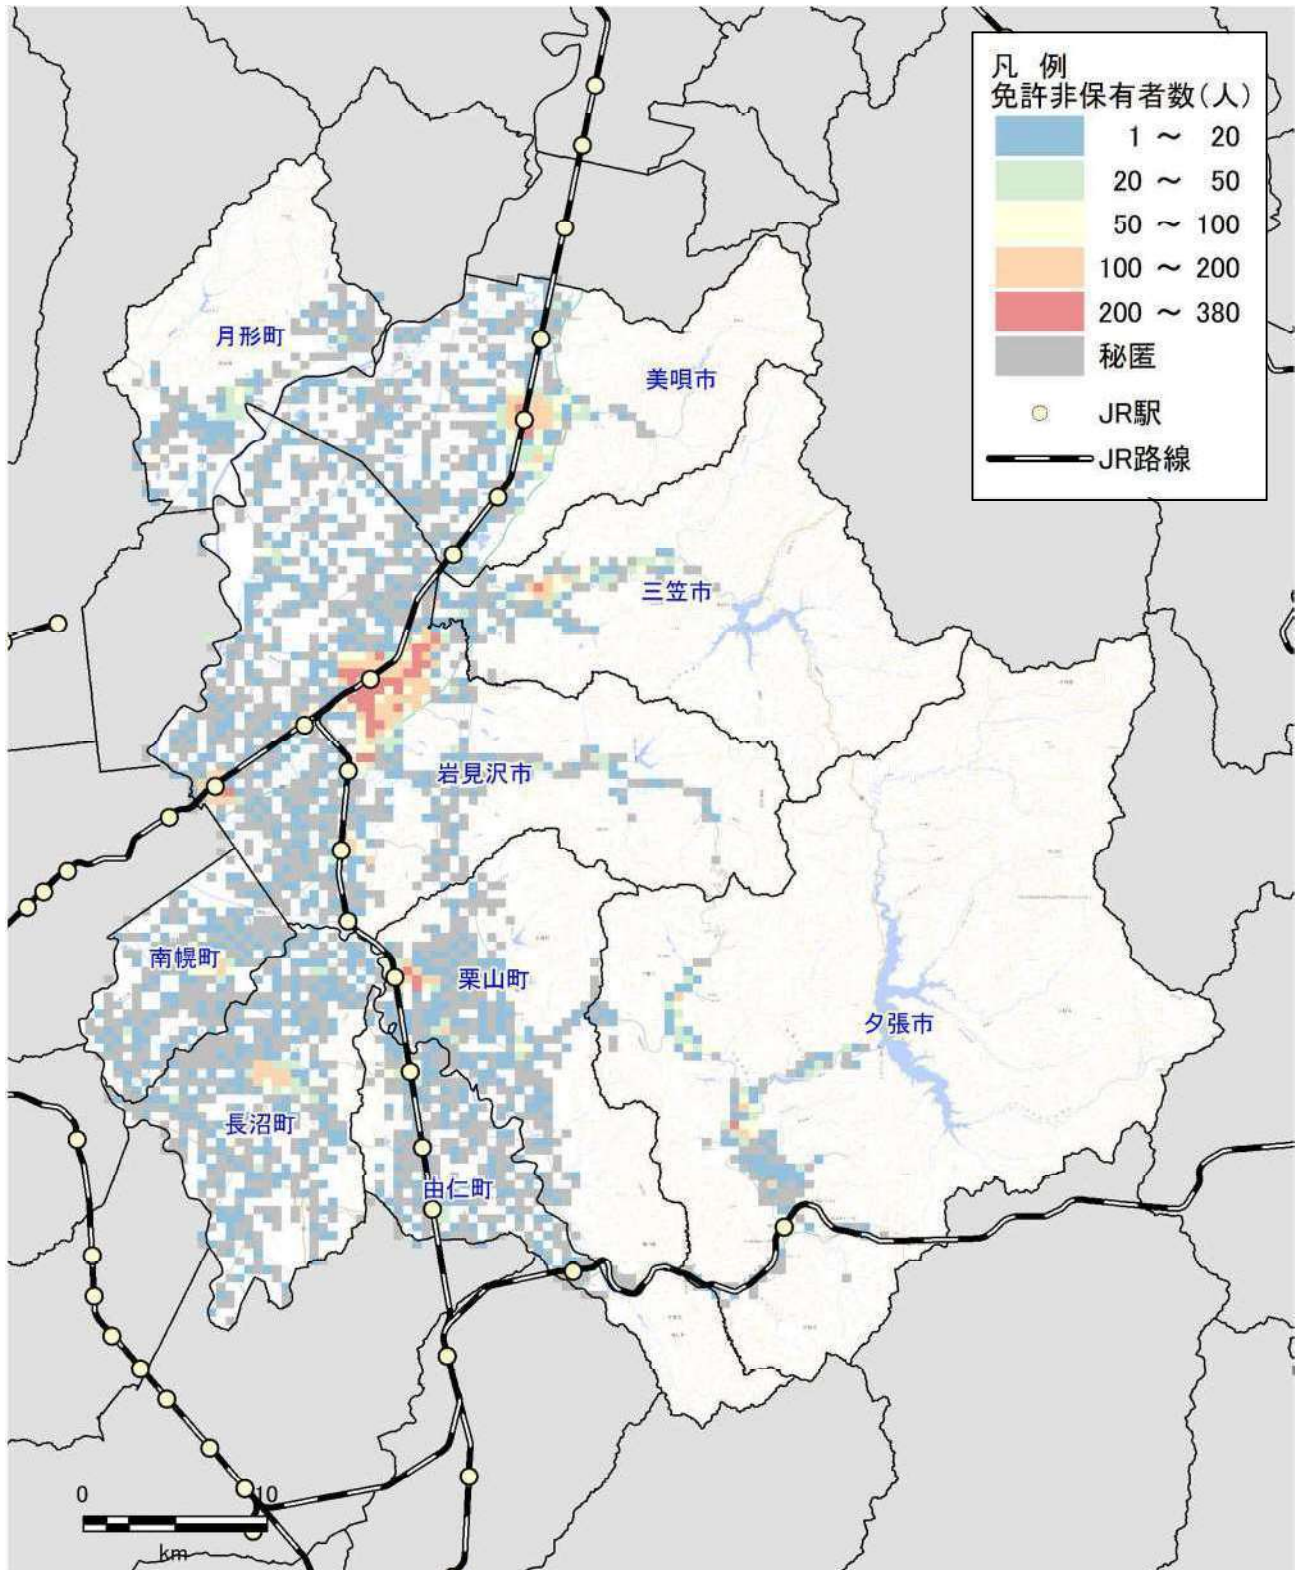 凡 例
免許非保有者数(人)
1 ～ 20
20 ～ 50
50 ～ 100
100 ～ 200
200 ～ 380
秘匿
JR駅
JR路線
月形町
美唄市
三笠市
岩見沢市
南幌町
栗山町
夕張市
長沼町
由仁町
0 10
km